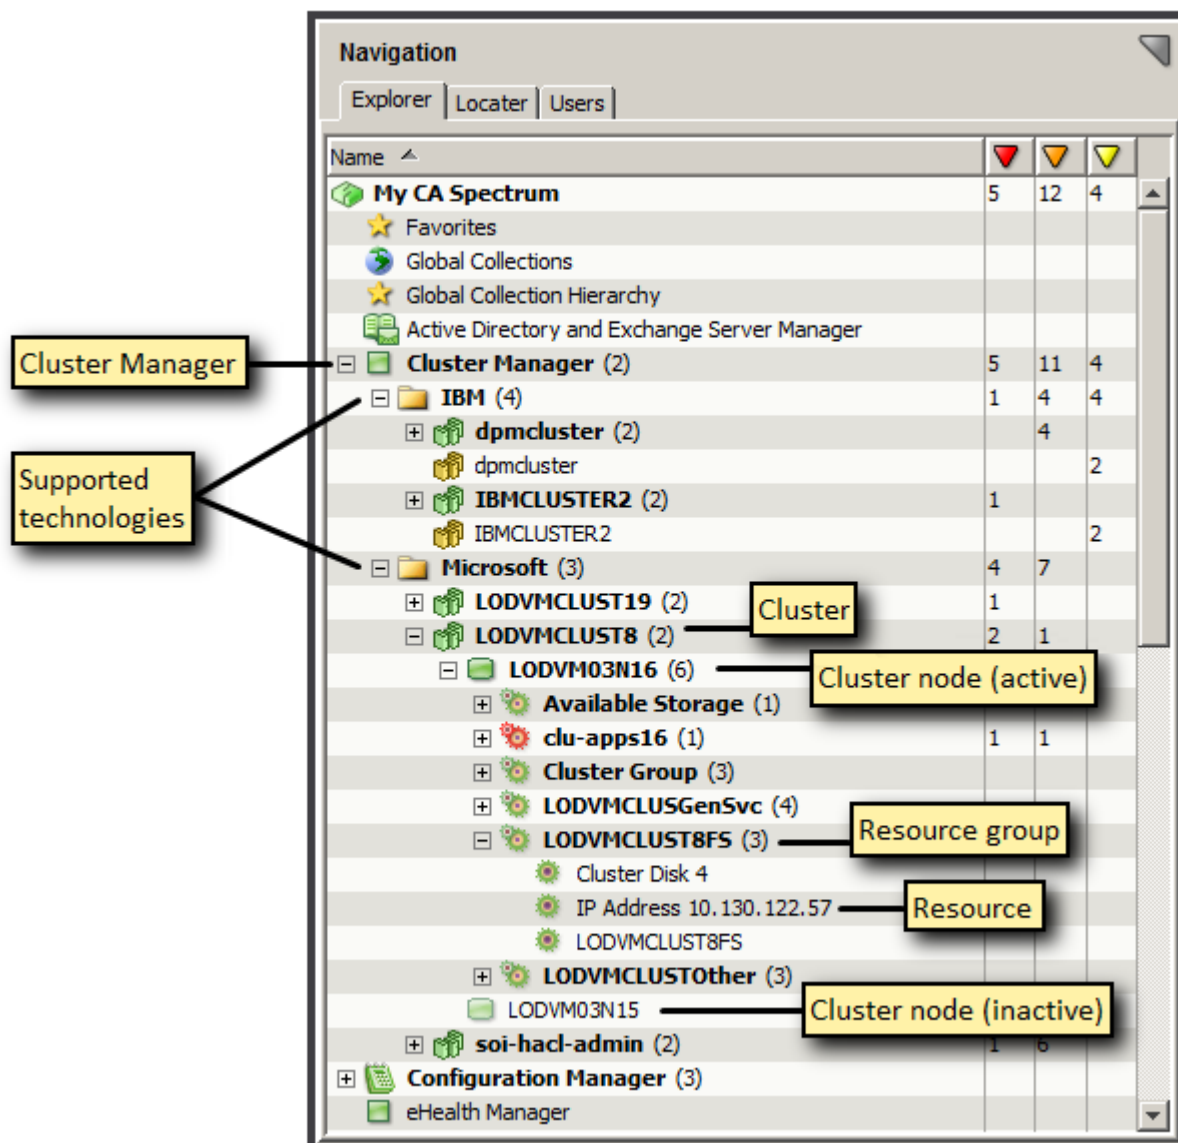 Navigation
Explorer Locater Users
Name
My CA Spectrum 5 12 4
Favorites
Global Collections
Global Collection Hierarchy
Active Directory and Exchange Server Manager
Cluster Manager
Cluster Manager (2) 5 11 4
IBM (4) 1 4 4
dpmcluster (2) 4
dpmcluster 2
Supported
technologies
IBMCLUSTER2 (2) 1
IBMCLUSTER2 2
Microsoft (3) 4 7
LODVMCLUST19 (2) 1
Cluster
LODVMCLUST8 (2) 2 1
LODVM03N16 (6)
Cluster node (active)
Available Storage (1)
clu-apps16 (1) 1 1
Cluster Group (3)
LODVMCLUSGenSvc (4)
LODVMCLUST8FS (3)
Resource group
Cluster Disk 4
IP Address 10.130.122.57
Resource
LODVMCLUST8FS
LODVMCLUSTOther (3)
LODVM03N15
Cluster node (inactive)
soi-hacl-admin (2) 1 6
Configuration Manager (3)
eHealth Manager